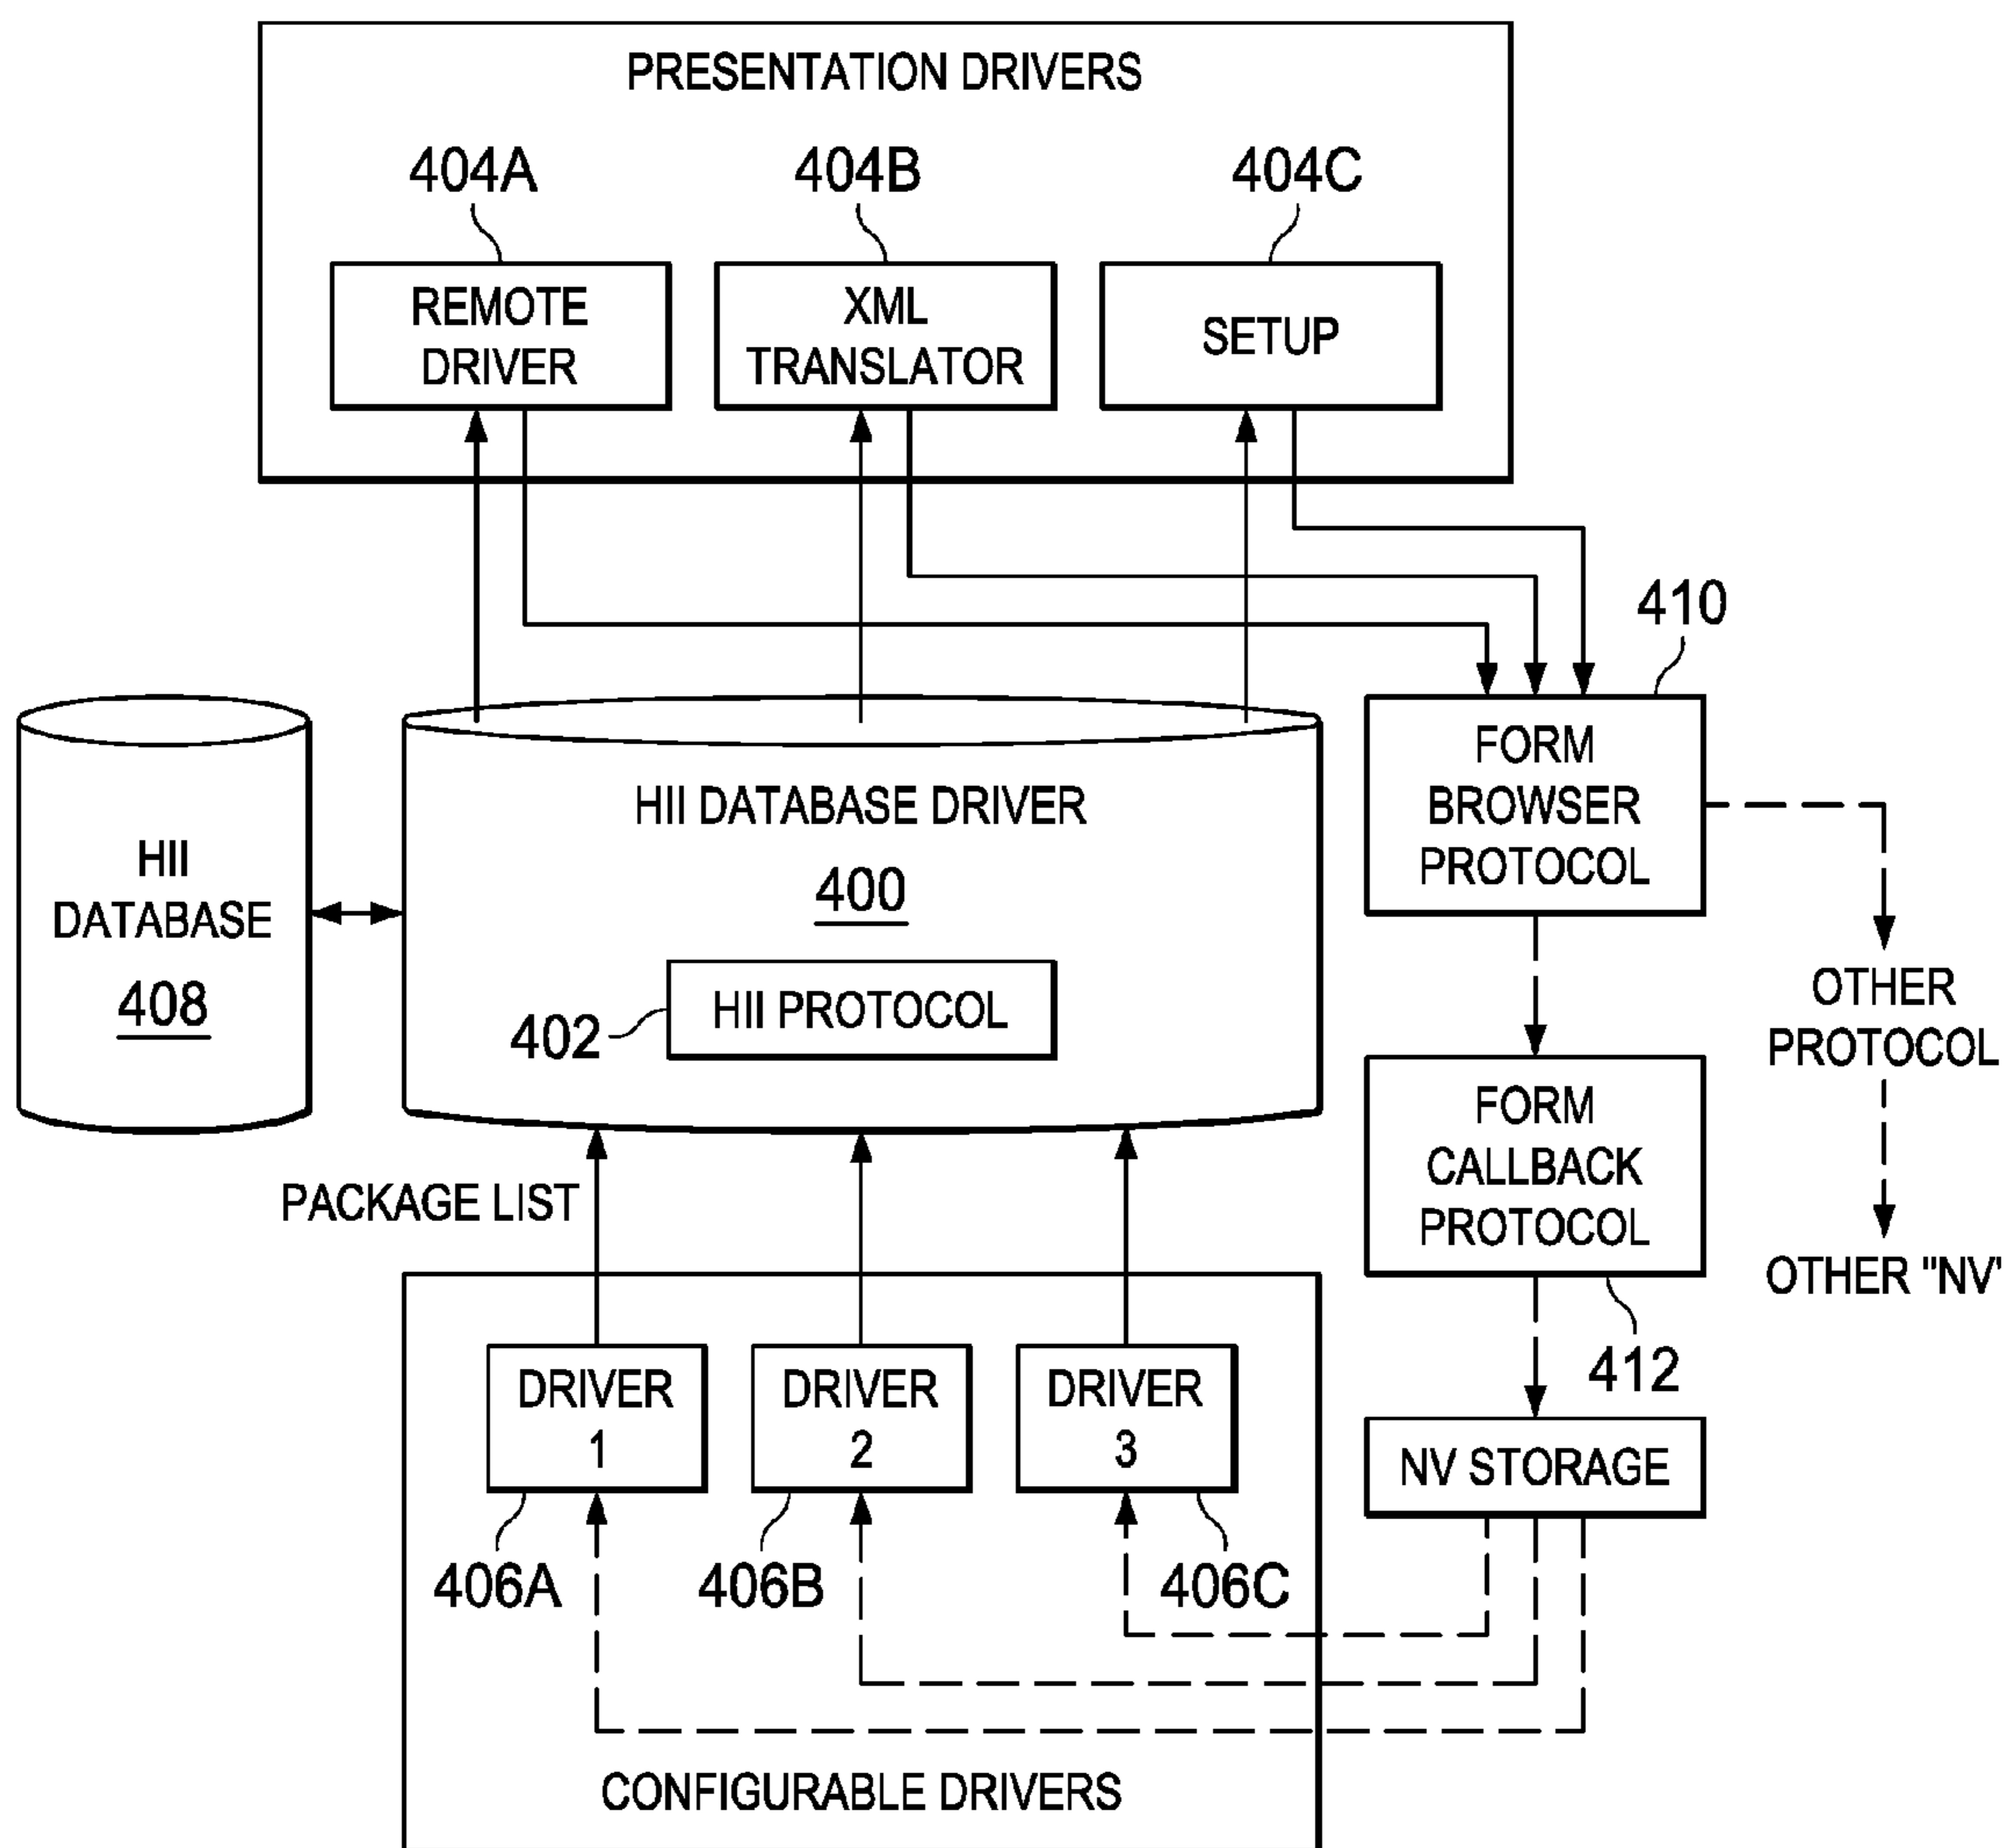 PRESENTATION DRIVERS
404A
404B
404C
REMOTE
DRIVER
XML
TRANSLATOR
SETUP
410
FORM
BROWSER
PROTOCOL
HII DATABASE DRIVER
400
HII
DATABASE
408
HII PROTOCOL
402
OTHER
PROTOCOL
FORM
CALLBACK
PROTOCOL
PACKAGE LIST
OTHER "NV'
412
DRIVER
1
DRIVER
2
DRIVER
3
NV STORAGE
406A
406B
406C
CONFIGURABLE DRIVERS